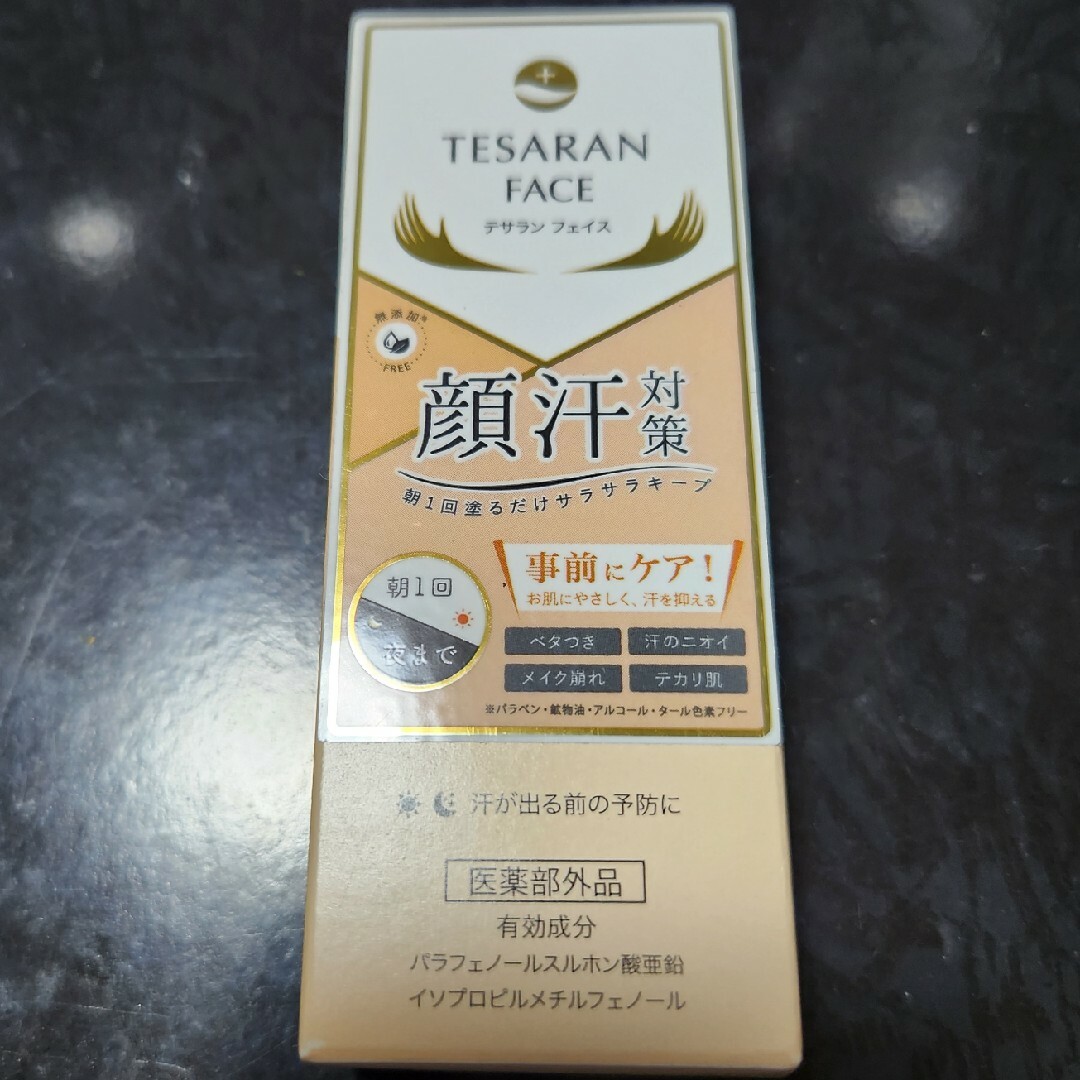 TESARAN
FACE
テサラン フェイス
無添加※
FREE
顔汗対策
朝1回塗るだけサラサラキープ
事前にケア!
お肌にやさしく、汗を抑える
朝1回
夜まで
ベタつき
汗のニオイ
メイク崩れ
テカリ肌
※パラベン・鉱物油・アルコール・タール色素フリー
汗が出る前の予防に
医薬部外品
有効成分
パラフェノールスルホン酸亜鉛
イソプロピルメチルフェノール